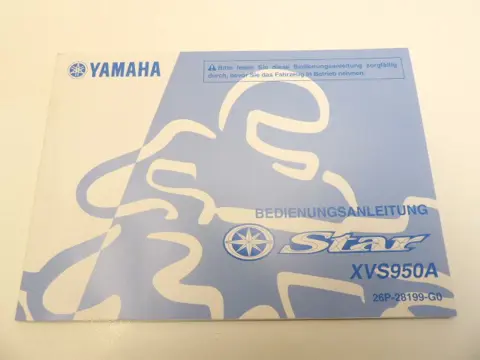 YAMAHA
Bitte lesen Sie diese Bedienungsanleitung sorgfältig
durch, bevor Sie das Fahrzeug in Betrieb nehmen.
BEDIENUNGSANLEITUNG
Star
XVS950A
26P-28199-G0